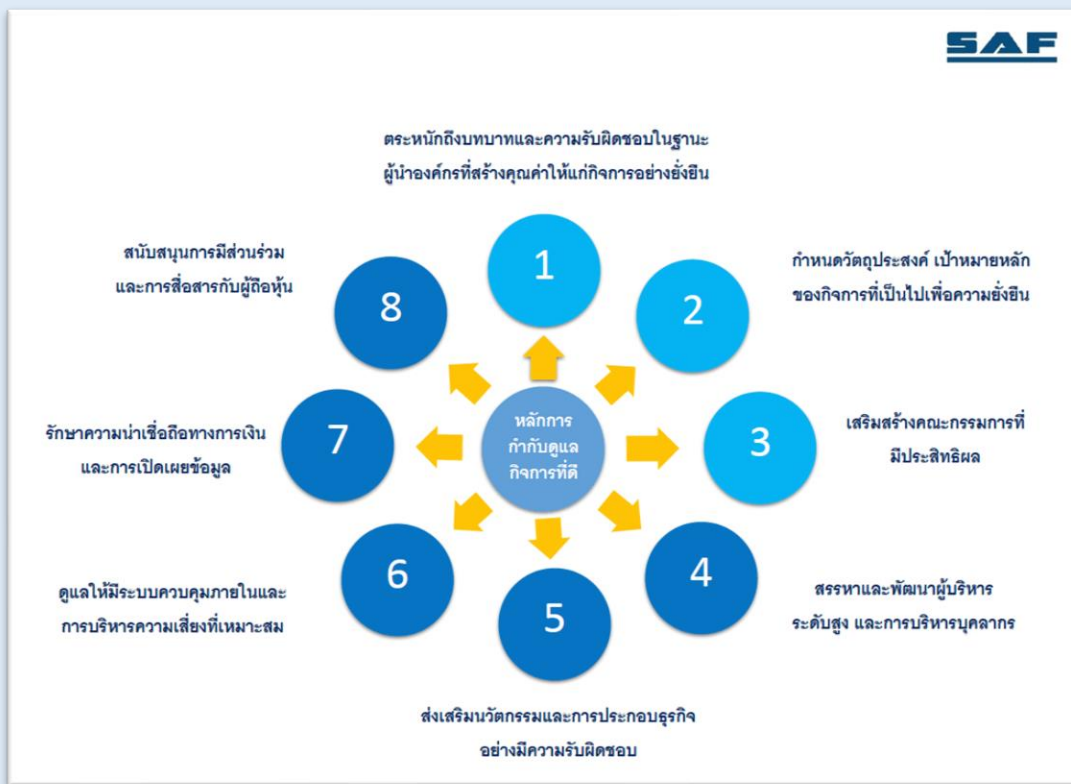 SAF
ตระหนักถึงบทบาทและความรับผิดชอบในฐานะ
ผู้นำองค์กรที่สร้างคุณค่าให้แก่กิจการอย่างยั่งยืน
1
กำหนดวัตถุประสงค์ เป้าหมายหลัก
ของกิจการที่เป็นไปเพื่อความยั่งยืน
2
เสริมสร้างคณะกรรมการที่
มีประสิทธิผล
3
สรรหาและพัฒนาผู้บริหาร
ระดับสูง และการบริหารบุคลากร
4
ส่งเสริมนวัตกรรมและการประกอบธุรกิจ
อย่างมีความรับผิดชอบ
5
ดูแลให้มีระบบควบคุมภายในและ
การบริหารความเสี่ยงที่เหมาะสม
6
รักษาความน่าเชื่อถือทางการเงิน
และการเปิดเผยข้อมูล
7
สนับสนุนการมีส่วนร่วม
และการสื่อสารกับผู้ถือหุ้น
8
หลักการ
กำกับดูแล
กิจการที่ดี